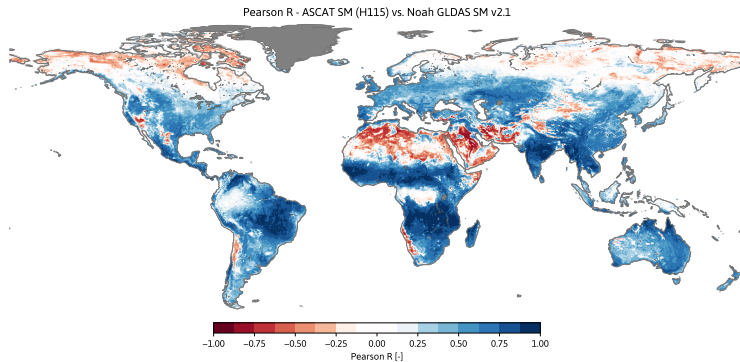 Pearson R - ASCAT SM (H115) vs. Noah GLDAS SM v2.1
−1.00 −0.75 −0.50 −0.25 0.00 0.25 0.50 0.75 1.00
Pearson R [-]